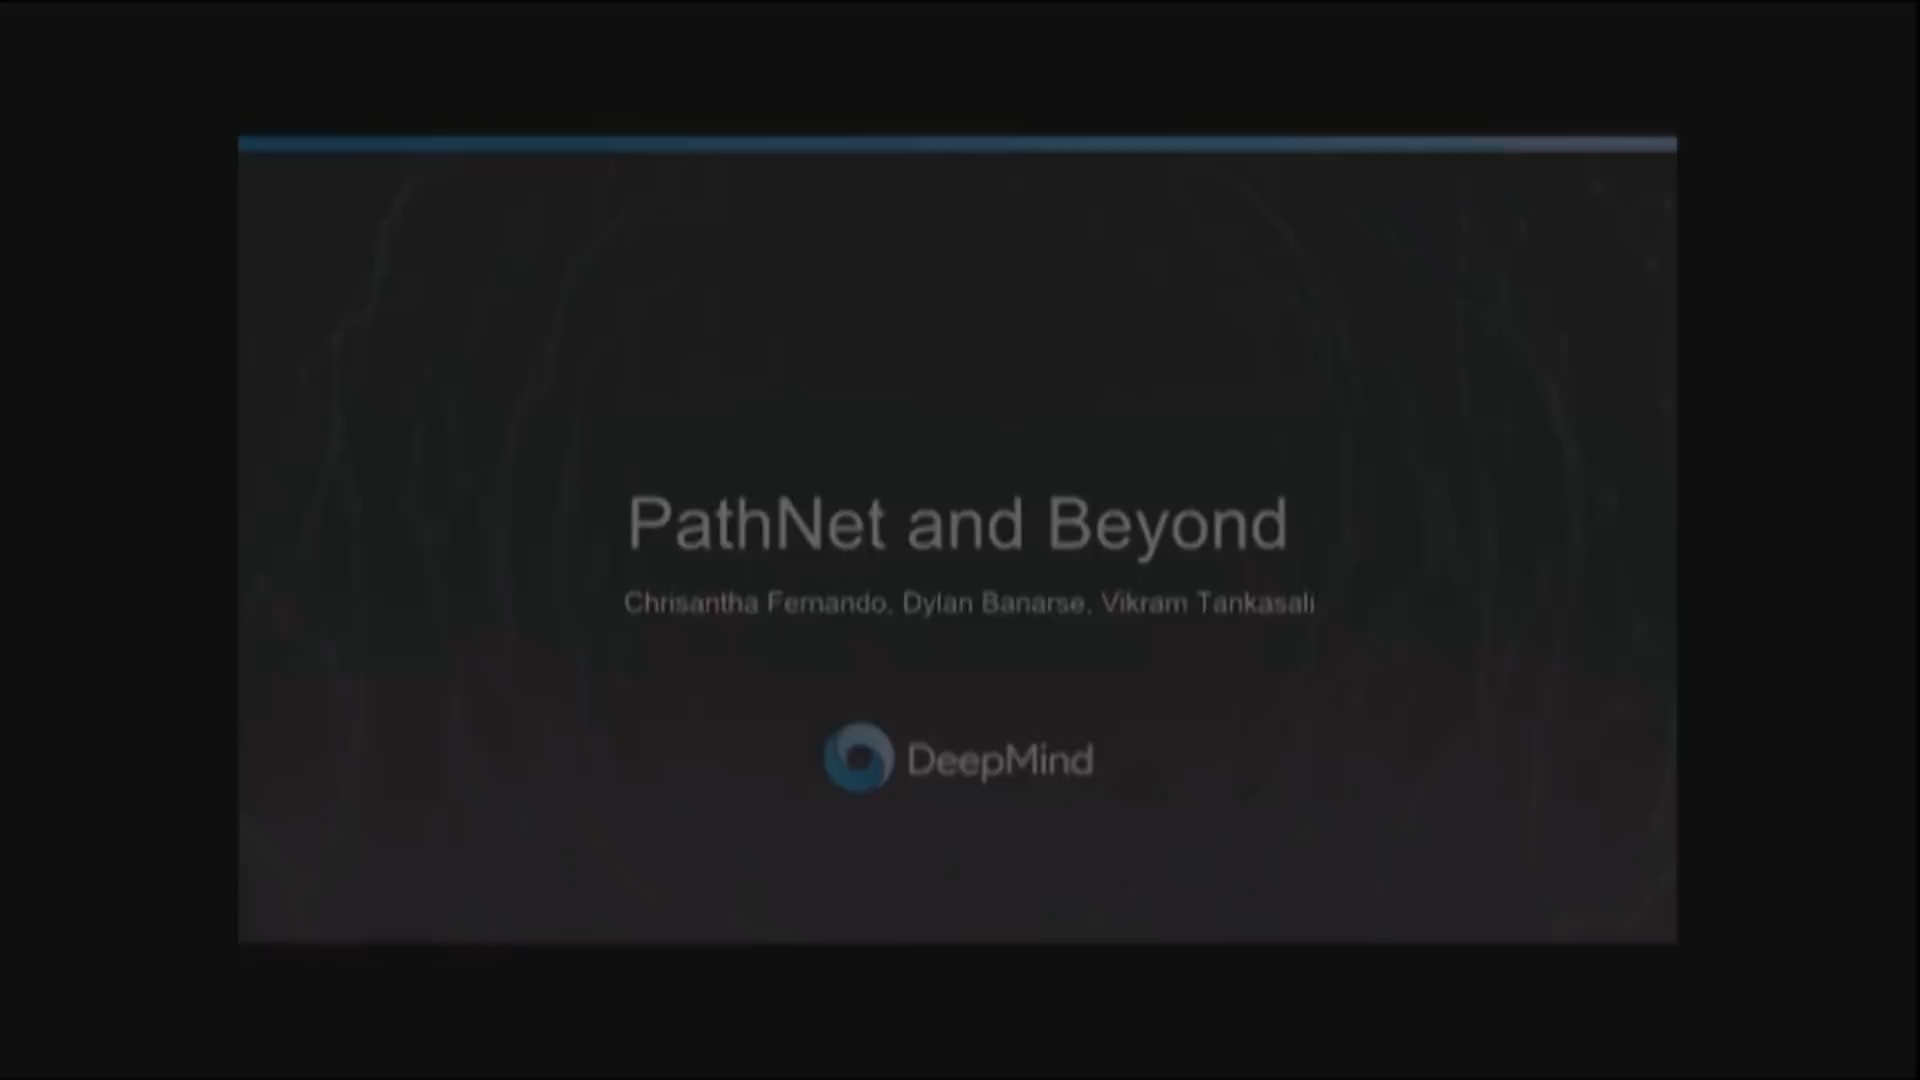 PathNet and Beyond
Chrisantha Fernando, Dylan Banarse, Vikram Tankasali
DeepMind